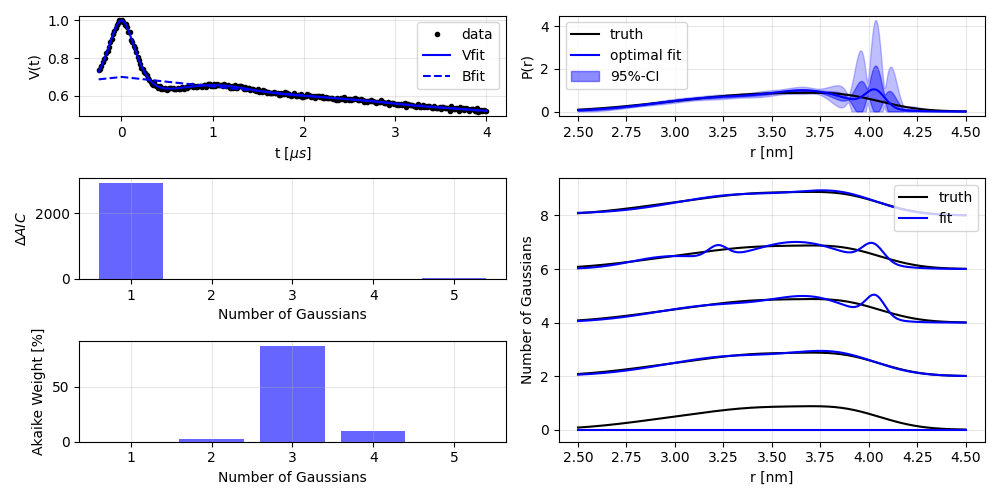 V(t)
1.0
0.8
0.6
data
Vfit
Bfit
0 1 2 3 4
t [μs]
P(r)
4
2
0
truth
optimal fit
95%-CI
2.50 2.75 3.00 3.25 3.50 3.75 4.00 4.25 4.50
r [nm]
ΔAIC
2000
0
1 2 3 4 5
Number of Gaussians
Akaike Weight [%]
50
0
1 2 3 4 5
Number of Gaussians
Number of Gaussians
8
6
4
2
0
truth
fit
2.50 2.75 3.00 3.25 3.50 3.75 4.00 4.25 4.50
r [nm]